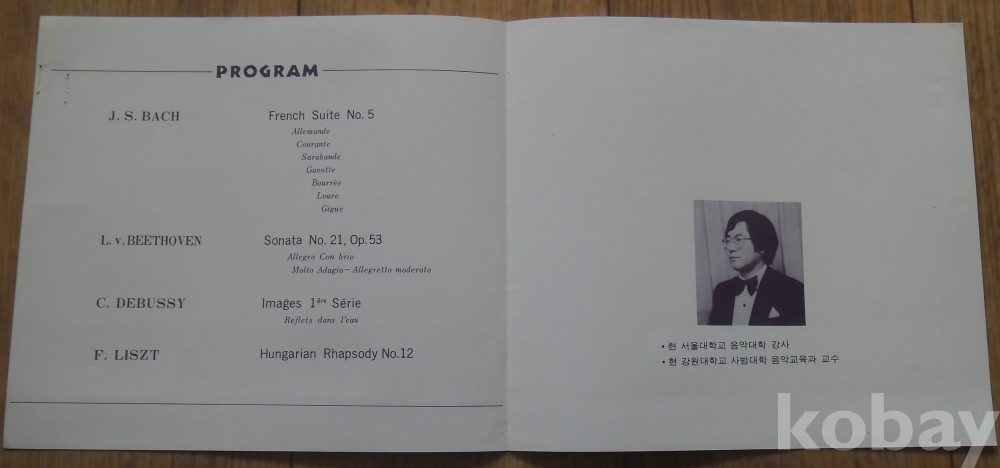 PROGRAM
J. S. BACH French Suite No. 5
Allemande
Courante
Sarabande
Gavotte
Bourrèe
Loure
Gigue
L. v. BEETHOVEN Sonata No. 21, Op. 53
Allegro Con brio
Molto Adagio – Allegretto moderato
C. DEBUSSY Images 1ère Série
Reflets dans l'eau
F. LISZT Hungarian Rhapsody No. 12
• 현 서울대학교 음악대학 강사
• 현 강원대학교 사범대학 음악교육과 교수
kobay